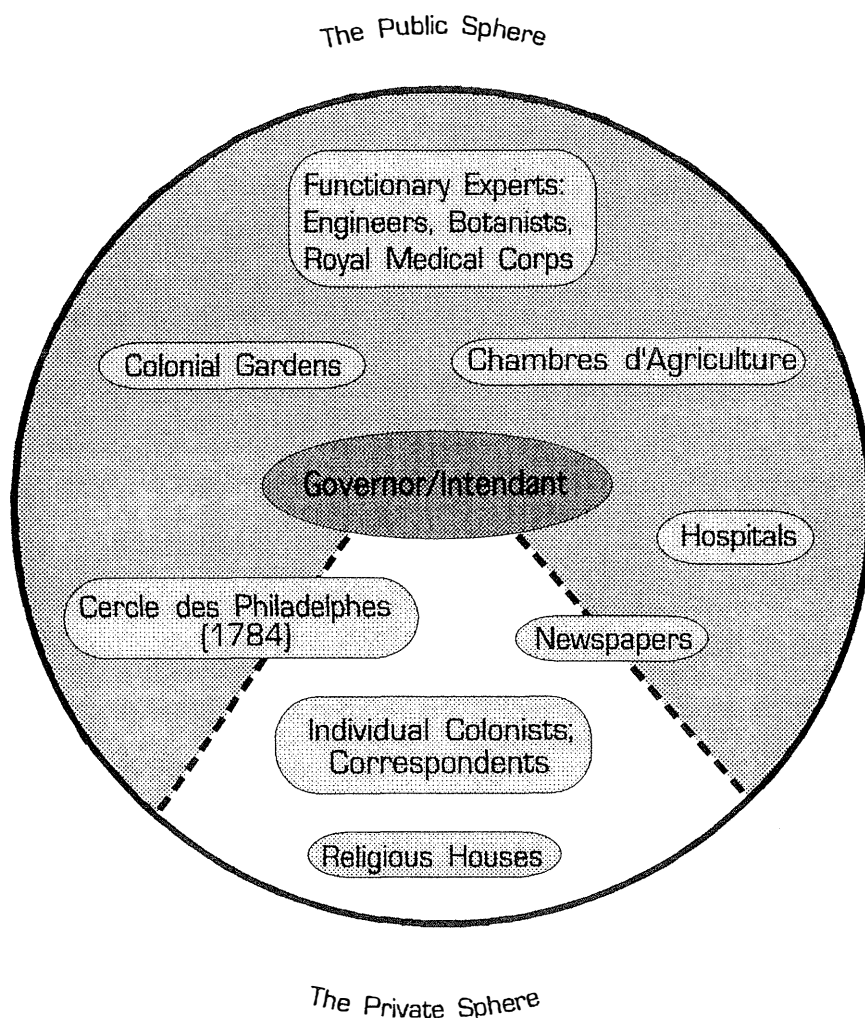 The Public Sphere
Functionary Experts:
Engineers, Botanists,
Royal Medical Corps
Colonial Gardens
Chambres d'Agriculture
Governor/Intendant
Hospitals
Cercle des Philadelphes
(1784)
Newspapers
Individual Colonists;
Correspondents
Religious Houses
The Private Sphere